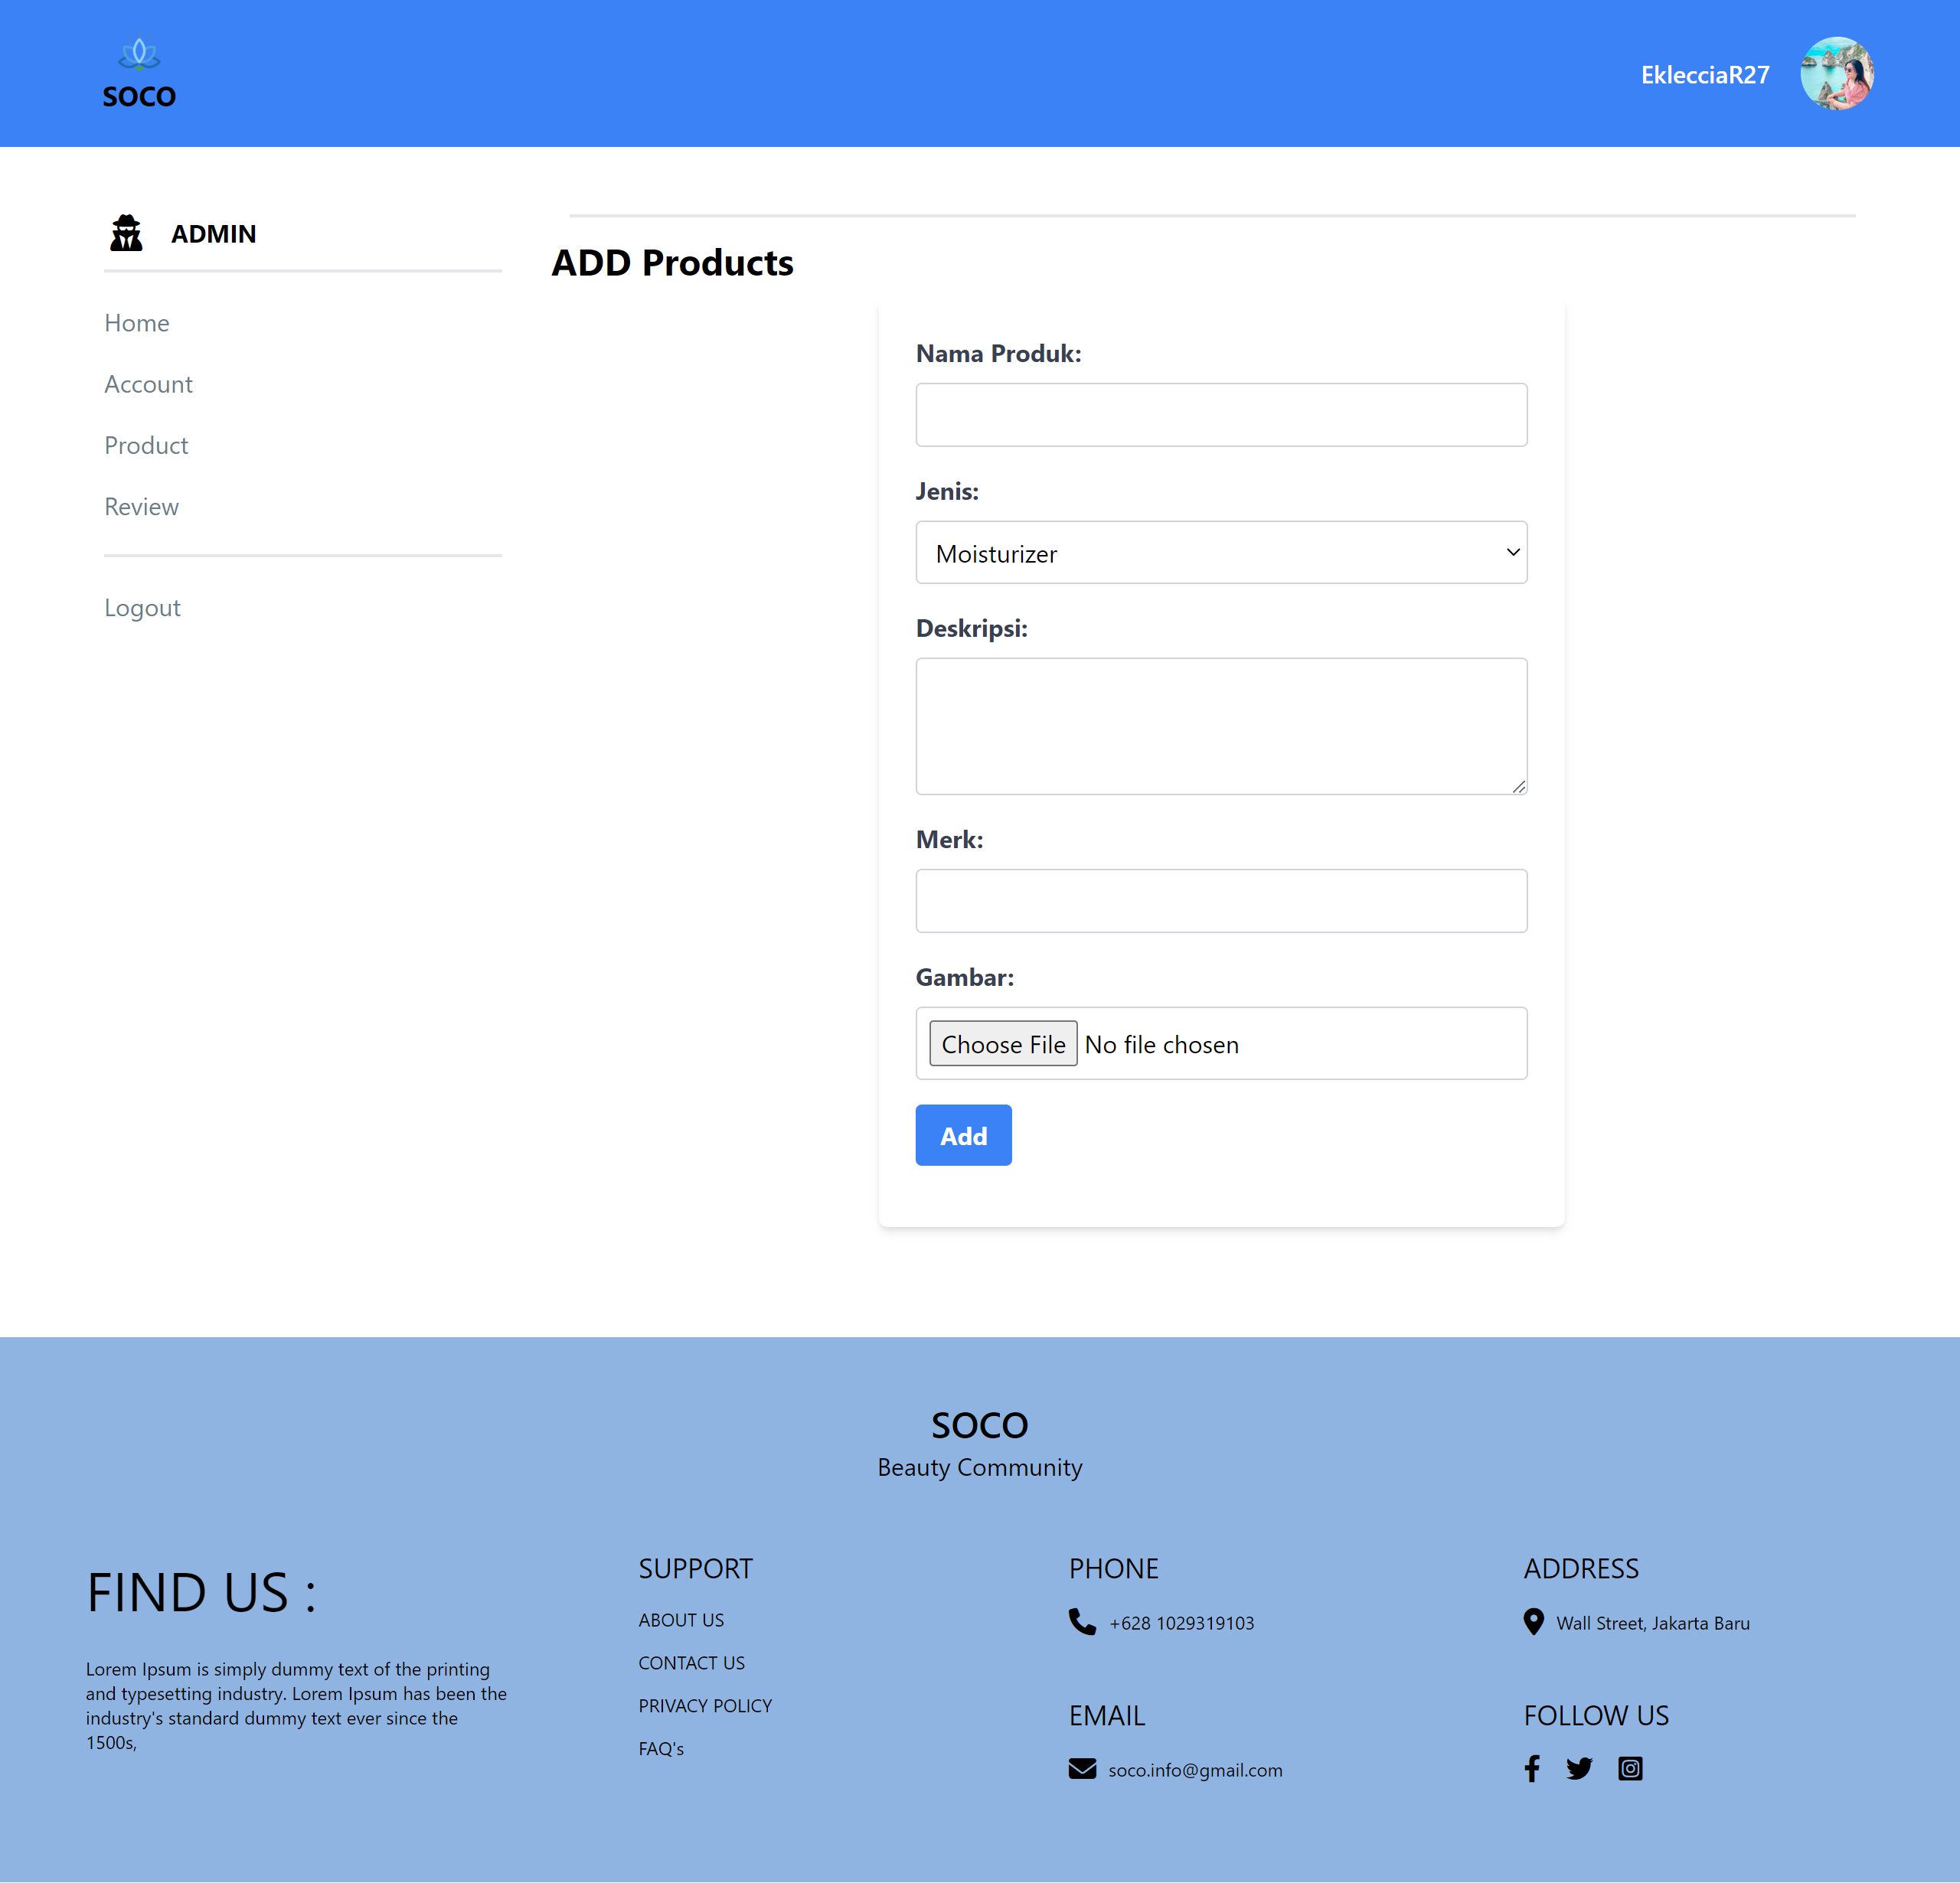 SOCO
EklecciaR27
ADMIN
Home
Account
Product
Review
Logout
ADD Products
Nama Produk:
Jenis:
Moisturizer
Deskripsi:
Merk:
Gambar:
Choose File No file chosen
Add
SOCO
Beauty Community
FIND US :
Lorem Ipsum is simply dummy text of the printing
and typesetting industry. Lorem Ipsum has been the
industry's standard dummy text ever since the
1500s,
SUPPORT
ABOUT US
CONTACT US
PRIVACY POLICY
FAQ's
PHONE
+628 1029319103
EMAIL
soco.info@gmail.com
ADDRESS
Wall Street, Jakarta Baru
FOLLOW US